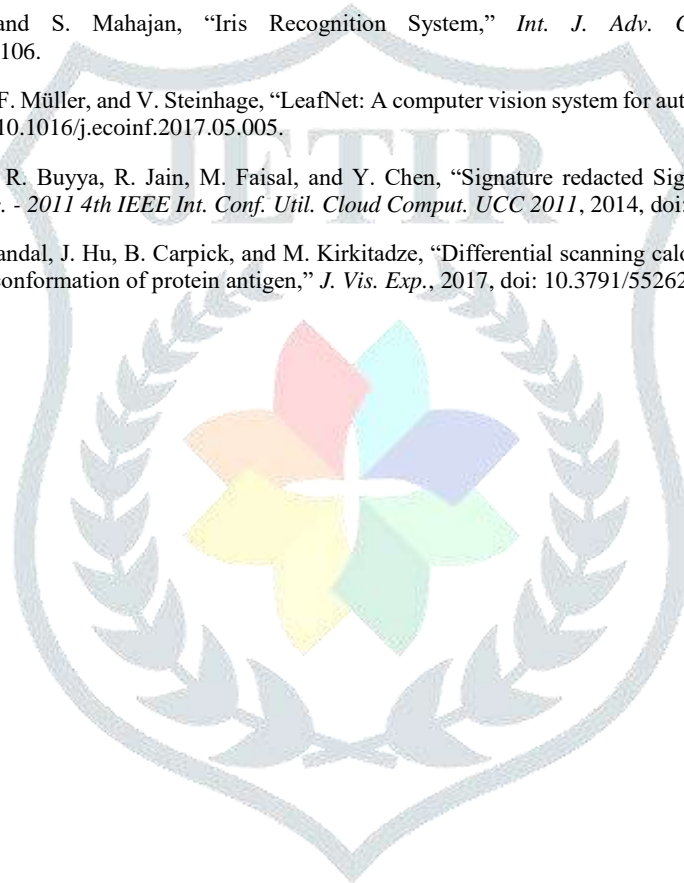 and S. Mahajan, “Iris Recognition System,” Int. J. Adv. C
106.
F. Müller, and V. Steinhage, “LeafNet: A computer vision system for aut
10.1016/j.ecoinf.2017.05.005.
R. Buyya, R. Jain, M. Faisal, and Y. Chen, “Signature redacted Sig
. - 2011 4th IEEE Int. Conf. Util. Cloud Comput. UCC 2011, 2014, doi:
andal, J. Hu, B. Carpick, and M. Kirkitadze, “Differential scanning calo
conformation of protein antigen,” J. Vis. Exp., 2017, doi: 10.3791/55262
JETIR